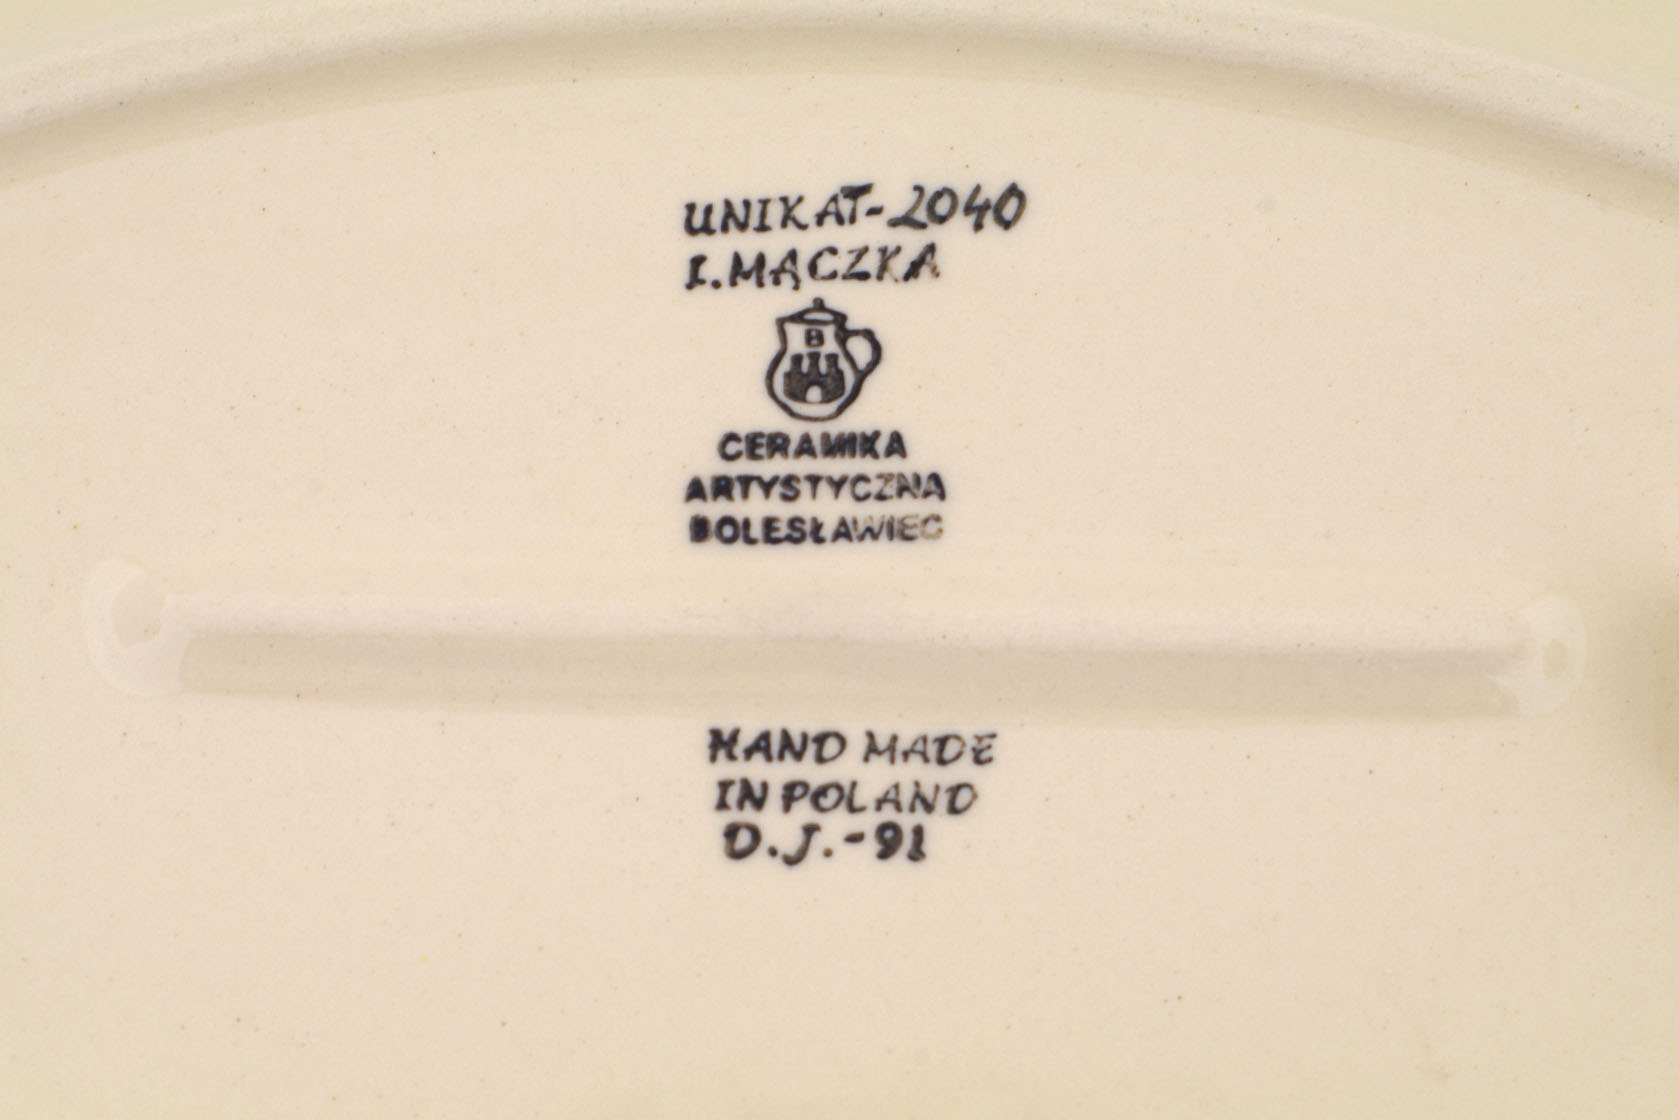 UNIKAT-2040
I.MĄCZKA
B
CERAMIKA
ARTYSTYCZNA
BOLESŁAWIEC
HAND MADE
IN POLAND
D.J.-91